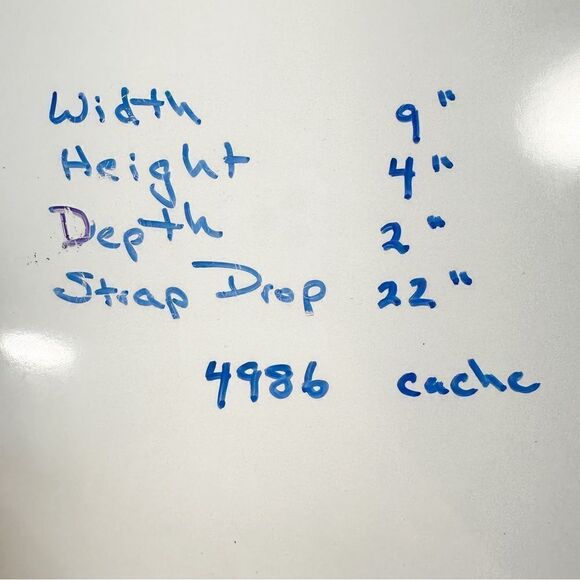 Width 9"
Height 4"
Depth 2"
Strap Drop 22"
4986 cache